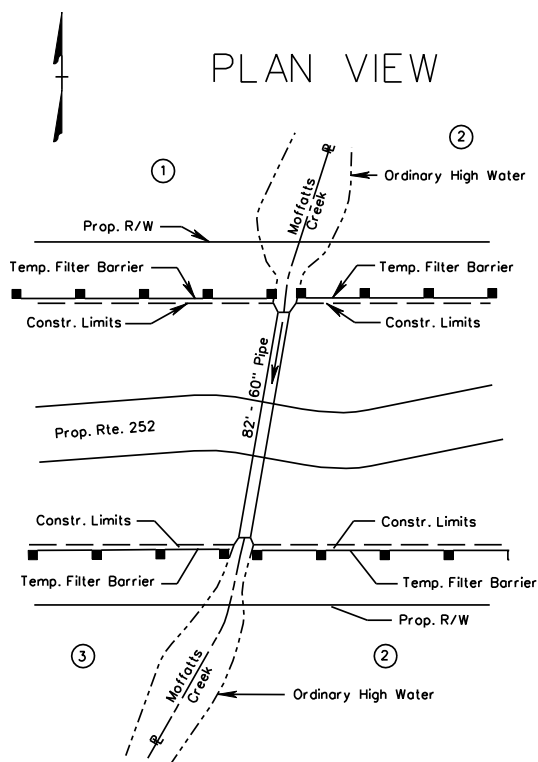 PLAN VIEW
2
1
Ordinary High Water
Moffatts
Creek
Prop. R/W
Temp. Filter Barrier
Temp. Filter Barrier
Constr. Limits
Constr. Limits
82' - 60" Pipe
Prop. Rte. 252
Constr. Limits
Constr. Limits
Temp. Filter Barrier
Temp. Filter Barrier
Prop. R/W
3
2
Moffatts
Creek
Ordinary High Water